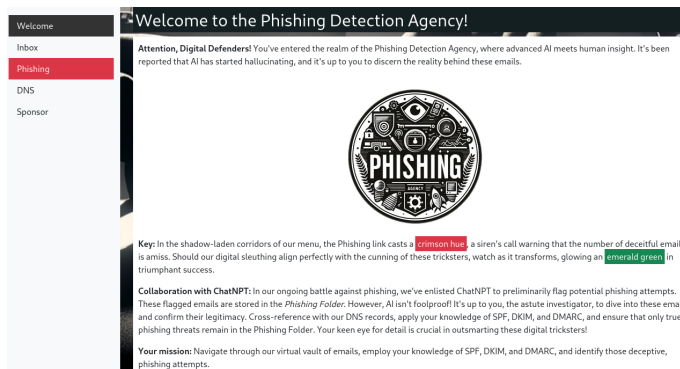 Welcome to the Phishing Detection Agency!
Welcome
Inbox
Phishing
DNS
Sponsor
Attention, Digital Defenders! You've entered the realm of the Phishing Detection Agency, where advanced AI meets human insight. It's been
reported that AI has started hallucinating, and it's up to you to discern the reality behind these emails.
PHISHING
AGENCY
Key: In the shadow-laden corridors of our menu, the Phishing link casts a crimson hue, a siren's call warning that the number of deceitful email
is amiss. Should our digital sleuthing align perfectly with the cunning of these tricksters, watch as it transforms, glowing an emerald green in
triumphant success.
Collaboration with ChatNPT: In our ongoing battle against phishing, we've enlisted ChatNPT to preliminarily flag potential phishing attempts.
These flagged emails are stored in the Phishing Folder. However, AI isn't foolproof! It's up to you, the astute investigator, to dive into these ema
and confirm their legitimacy. Cross-reference with our DNS records, apply your knowledge of SPF, DKIM, and DMARC, and ensure that only true
phishing threats remain in the Phishing Folder. Your keen eye for detail is crucial in outsmarting these digital tricksters!
Your mission: Navigate through our virtual vault of emails, employ your knowledge of SPF, DKIM, and DMARC, and identify those deceptive,
phishing attempts.